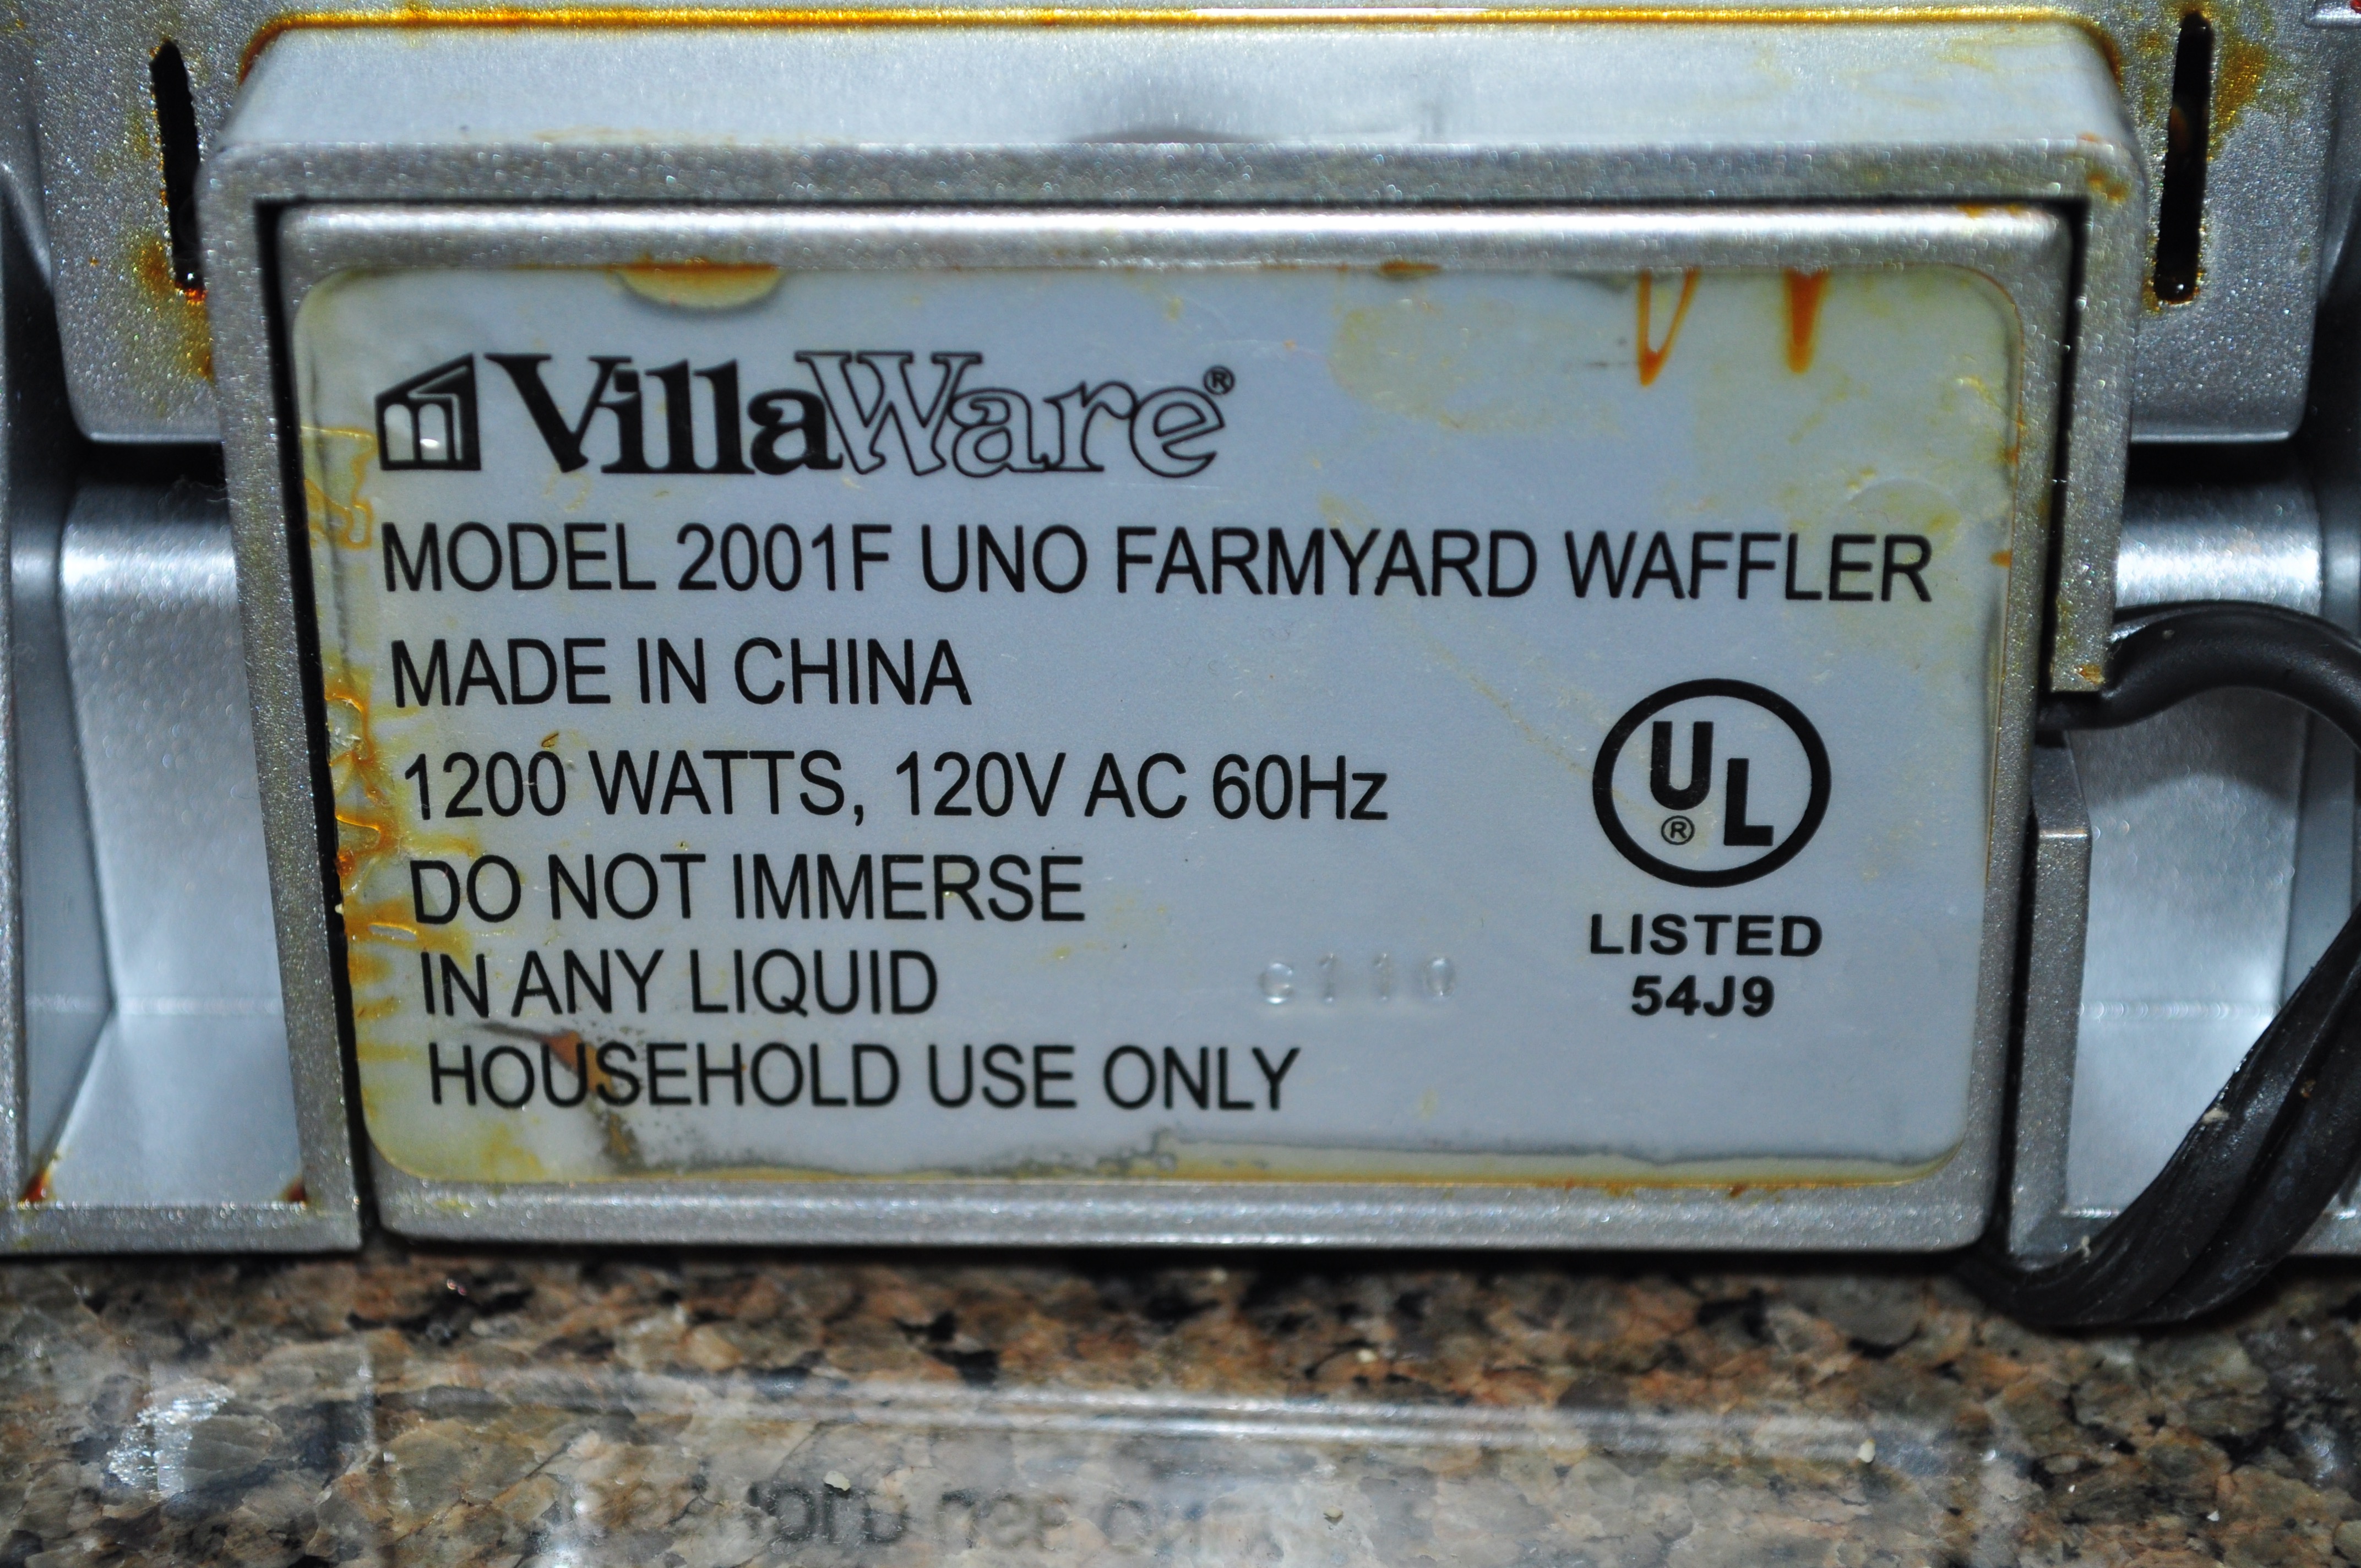 VillaWare®
MODEL 2001F UNO FARMYARD WAFFLER
MADE IN CHINA
1200 WATTS, 120V AC 60Hz
DO NOT IMMERSE
IN ANY LIQUID
HOUSEHOLD USE ONLY
UL®
LISTED
54J9